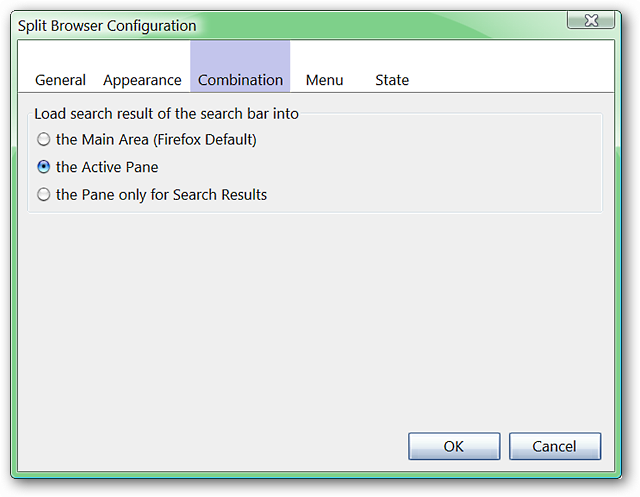 Split Browser Configuration
General Appearance Combination Menu State
Load search result of the search bar into
the Main Area (Firefox Default)
the Active Pane
the Pane only for Search Results
OK Cancel